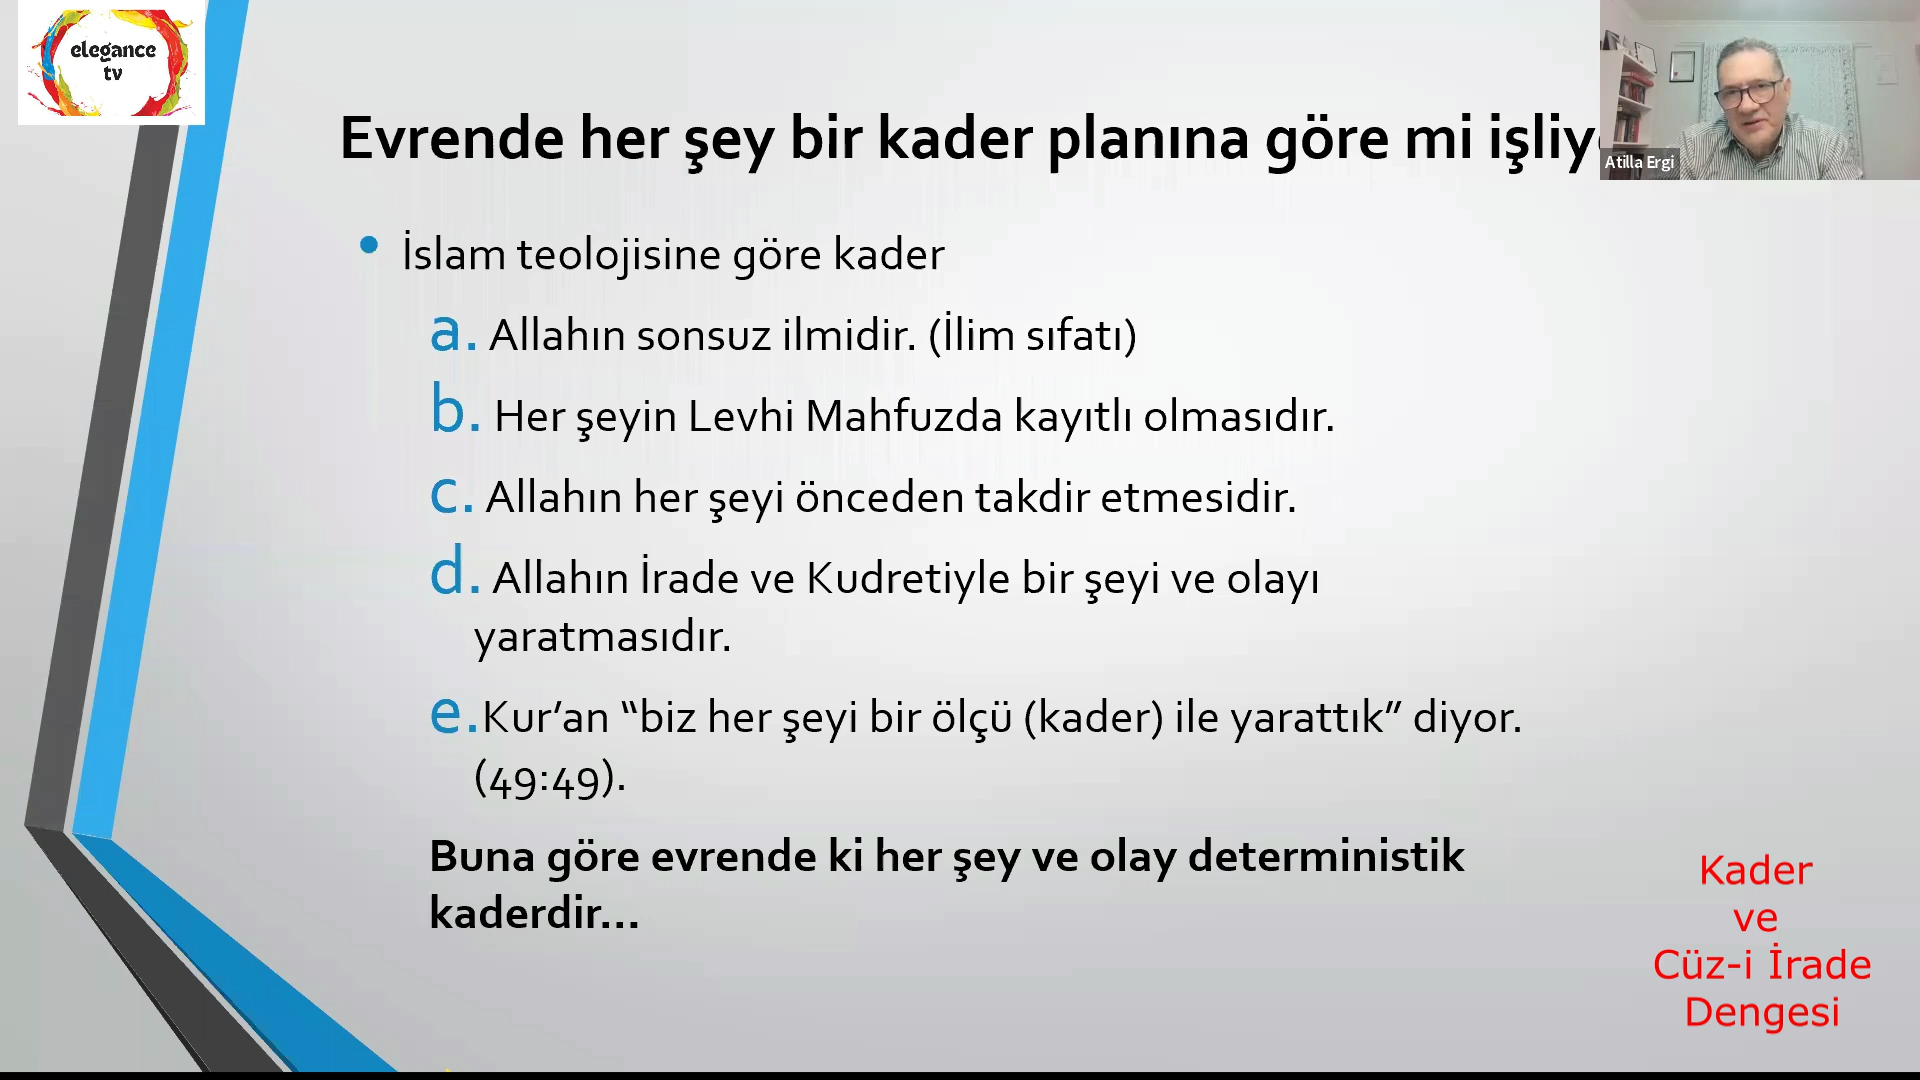 elegance
tv
Evrende her şey bir kader planına göre mi işliy
Atilla Ergi
• İslam teolojisine göre kader
a. Allahın sonsuz ilmidir. (İlim sıfatı)
b. Her şeyin Levhi Mahfuzda kayıtlı olmasıdır.
c. Allahın her şeyi önceden takdir etmesidir.
d. Allahın İrade ve Kudretiyle bir şeyi ve olayı
yaratmasıdır.
e.Kur’an “biz her şeyi bir ölçü (kader) ile yarattık” diyor.
(49:49).
Buna göre evrende ki her şey ve olay deterministik
kaderdir...
Kader
ve
Cüz-i İrade
Dengesi